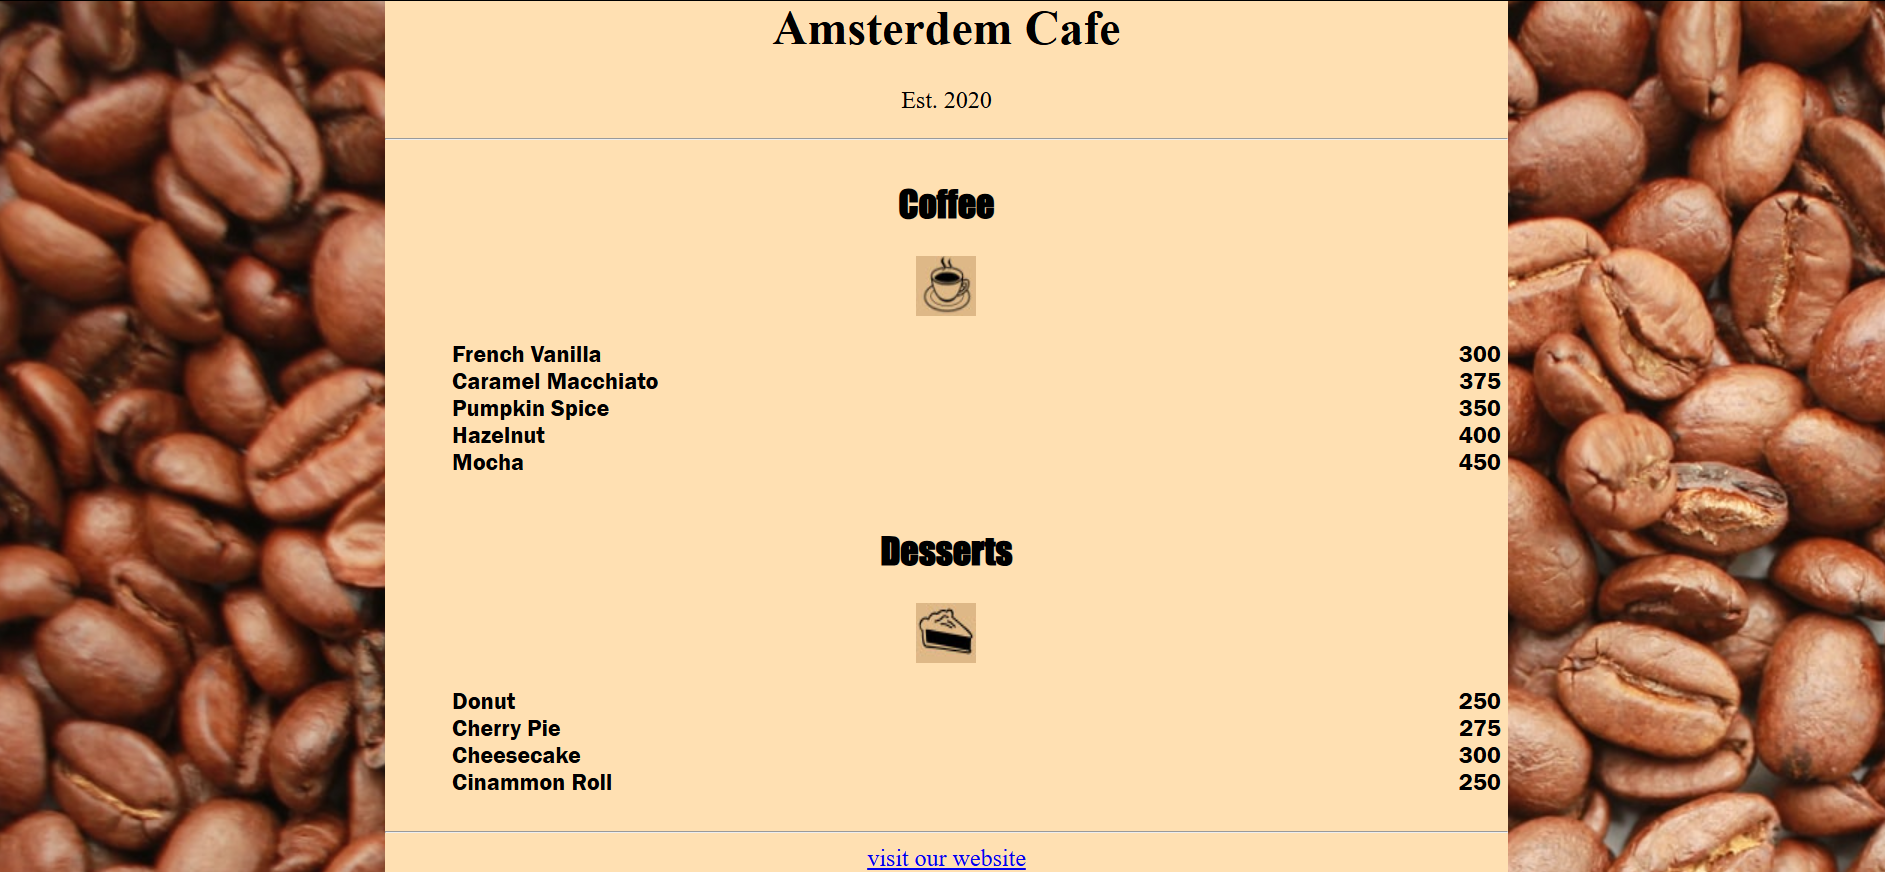 Amsterdem Cafe
Est. 2020
Coffee
French Vanilla 300
Caramel Macchiato 375
Pumpkin Spice 350
Hazelnut 400
Mocha 450
Desserts
Donut 250
Cherry Pie 275
Cheesecake 300
Cinammon Roll 250
visit our website